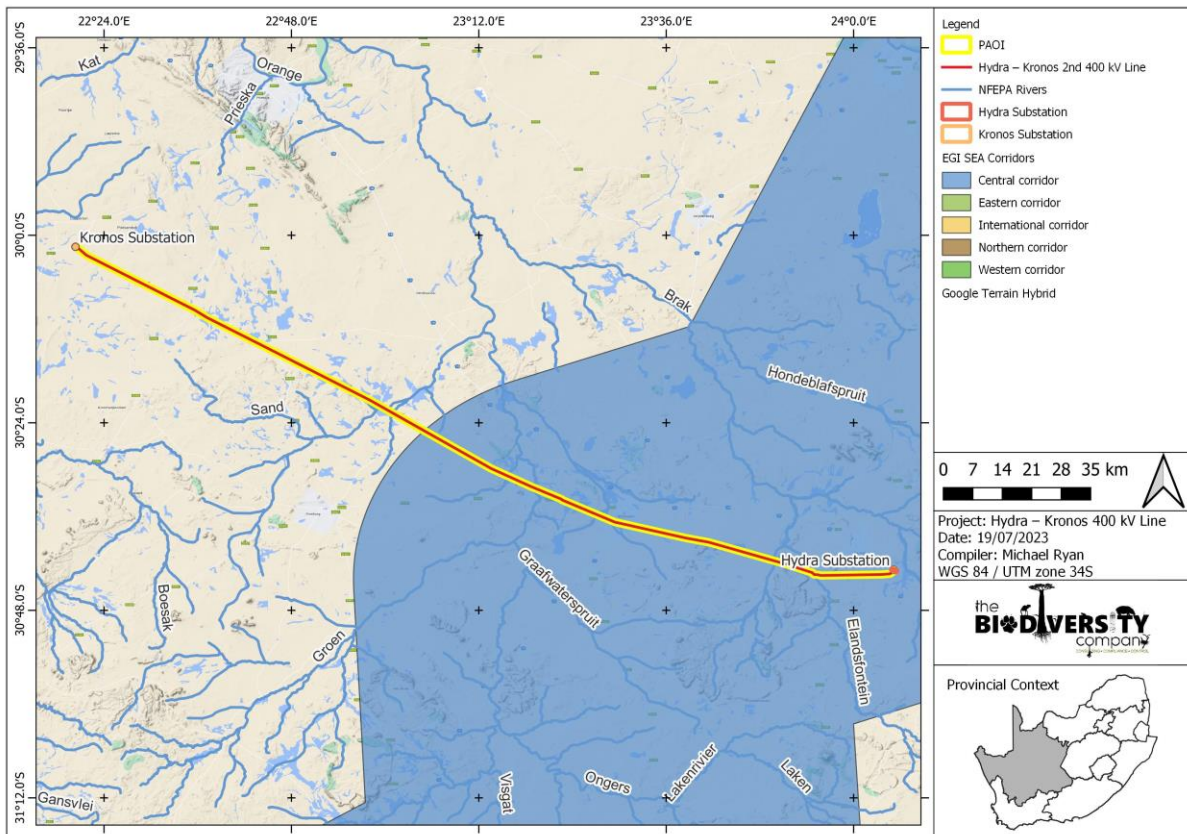 22°24.0'E 22°48.0'E 23°12.0'E 23°36.0'E 24°0.0'E
29°36.0'S
30°0.0'S
30°24.0'S
30°48.0'S
31°12.0'S
Kat
Orange
Prieska
Kronos Substation
Brak
Hondeblafspruit
Sand
Hydra Substation
Graafwaterspruit
Boesak
Groen
Elandsfontein
Visgat
Ongers
Lakenrivier
Laken
Gansvlei
Legend
PAOI
Hydra – Kronos 2nd 400 kV Line
NFEPA Rivers
Hydra Substation
Kronos Substation
EGI SEA Corridors
Central corridor
Eastern corridor
International corridor
Northern corridor
Western corridor
Google Terrain Hybrid
0 7 14 21 28 35 km
Project: Hydra – Kronos 400 kV Line
Date: 19/07/2023
Compiler: Michael Ryan
WGS 84 / UTM zone 34S
the
BIODIVERSITY
company
Provincial Context